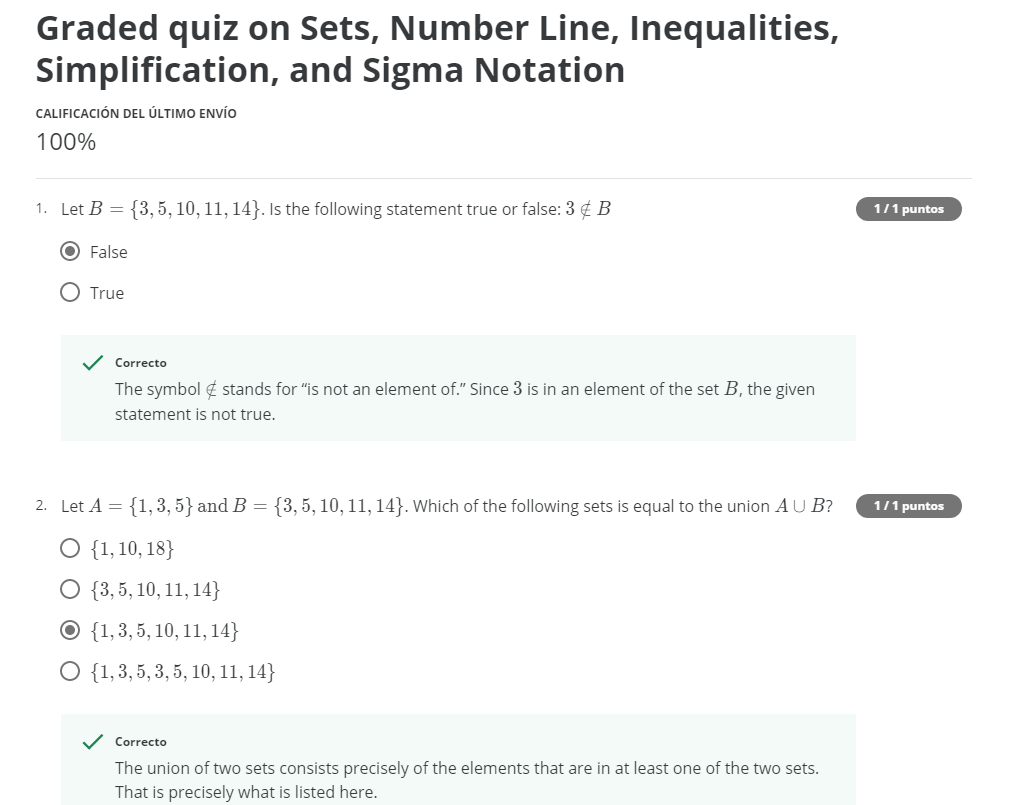 Graded quiz on Sets, Number Line, Inequalities,
Simplification, and Sigma Notation
CALIFICACIÓN DEL ÚLTIMO ENVÍO
100%
1. Let B = {3, 5, 10, 11, 14}. Is the following statement true or false: 3 ∉ B
1 / 1 puntos
False
True
Correcto
The symbol ∉ stands for “is not an element of.” Since 3 is in an element of the set B, the given
statement is not true.
2. Let A = {1, 3, 5} and B = {3, 5, 10, 11, 14}. Which of the following sets is equal to the union A ∪ B?
1 / 1 puntos
{1, 10, 18}
{3, 5, 10, 11, 14}
{1, 3, 5, 10, 11, 14}
{1, 3, 5, 3, 5, 10, 11, 14}
Correcto
The union of two sets consists precisely of the elements that are in at least one of the two sets.
That is precisely what is listed here.